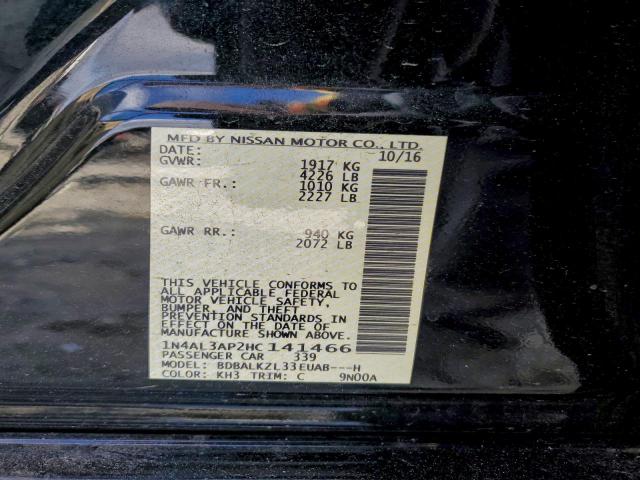 MFD BY NISSAN MOTOR CO., LTD.
DATE: 10/16
GVWR: 1917 KG
4226 LB
GAWR FR.: 1010 KG
2227 LB
GAWR RR.: 940 KG
2072 LB
THIS VEHICLE CONFORMS TO
ALL APPLICABLE FEDERAL
MOTOR VEHICLE SAFETY,
BUMPER, AND THEFT
PREVENTION STANDARDS IN
EFFECT ON THE DATE OF
MANUFACTURE SHOWN ABOVE.
1N4AL3AP2HC141466
PASSENGER CAR 339
MODEL: BDBALKZL33EUAB---H
COLOR: KH3 TRIM: C 9N00A